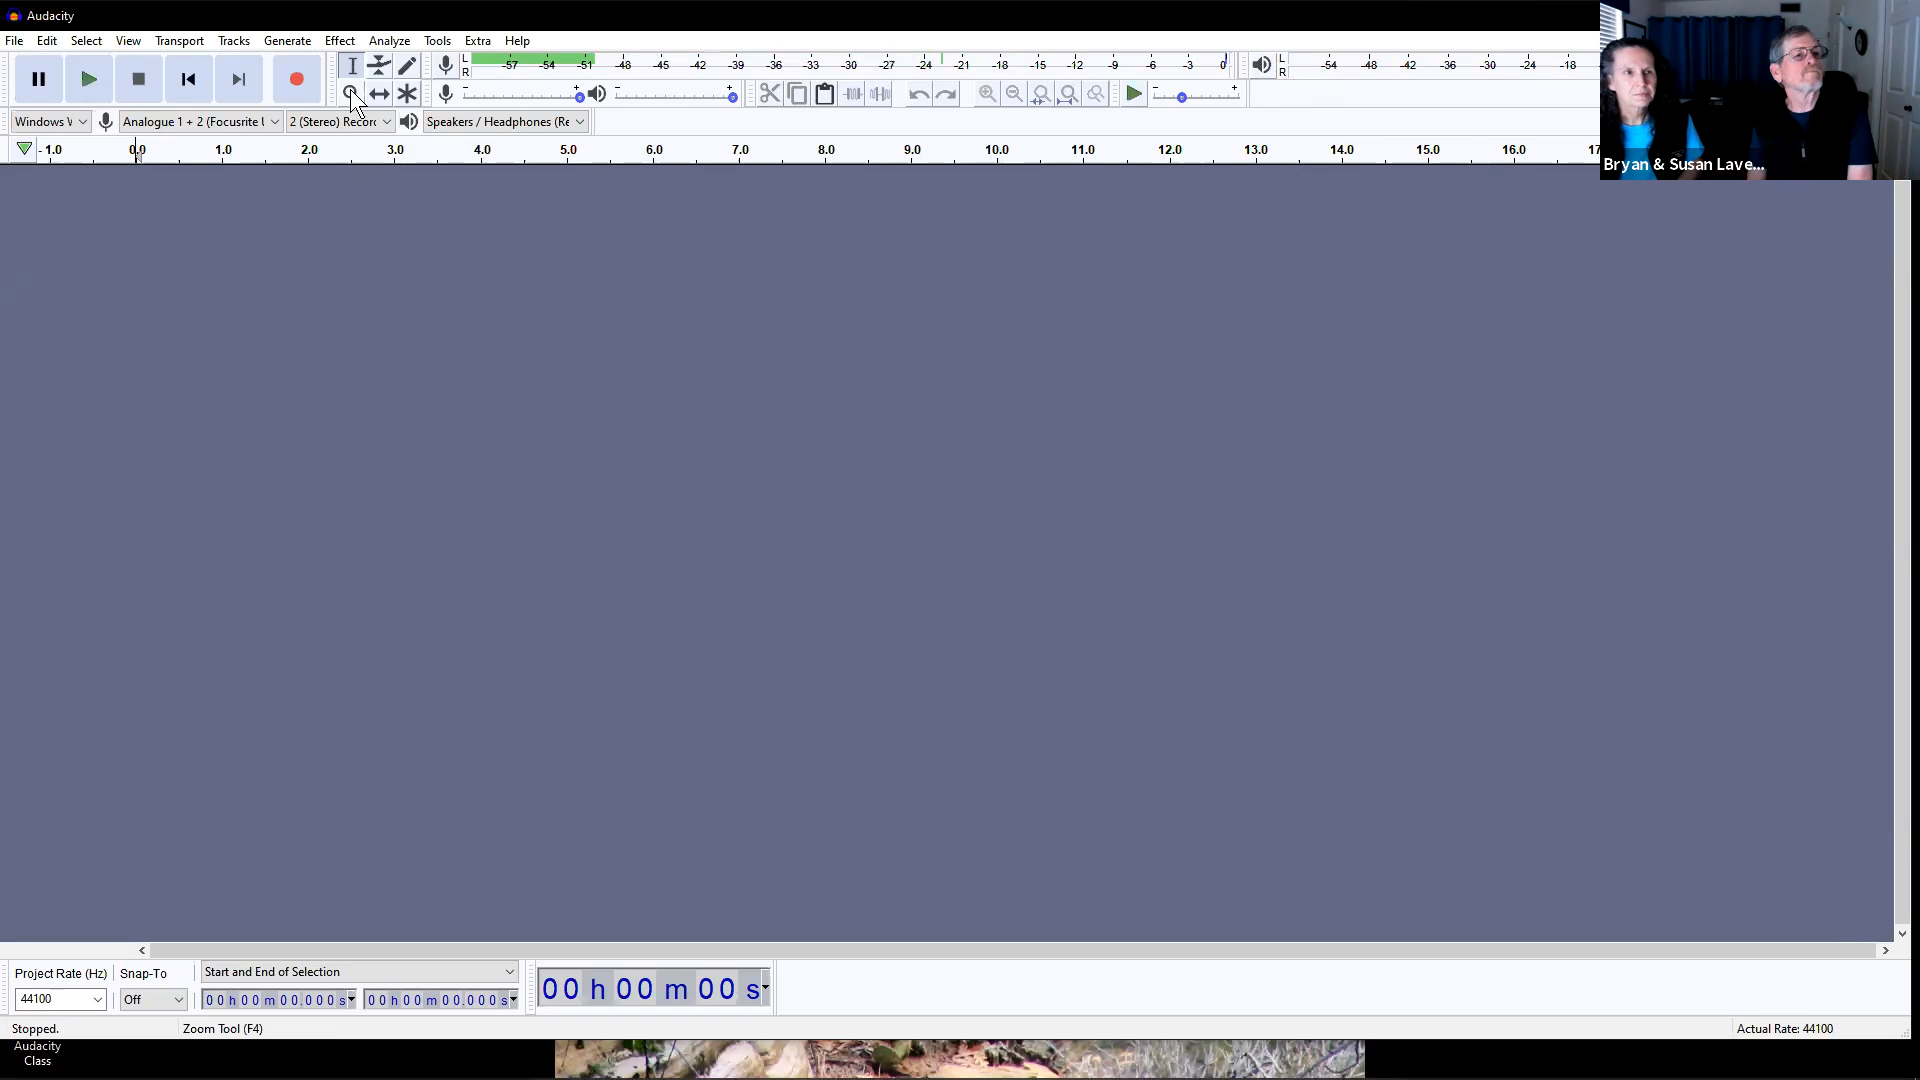 Audacity
File Edit Select View Transport Tracks Generate Effect Analyze Tools Extra Help
L
R
-57 -54 -51 -48 -45 -42 -39 -36 -33 -30 -27 -24 -21 -18 -15 -12 -9 -6 -3 0
L
R
-54 -48 -42 -36 -30 -24 -18
Windows Analogue 1 + 2 (Focusrite 2 (Stereo) Recor Speakers / Headphones (Re
- 1.0 0.0 1.0 2.0 3.0 4.0 5.0 6.0 7.0 8.0 9.0 10.0 11.0 12.0 13.0 14.0 15.0 16.0 17
Bryan & Susan Lave...
Project Rate (Hz) Snap-To Start and End of Selection
44100 Off 00 h 00 m 00.000 s 00 h 00 m 00.000 s
00 h 00 m 00 s
Stopped. Zoom Tool (F4) Actual Rate: 44100
Audacity
Class